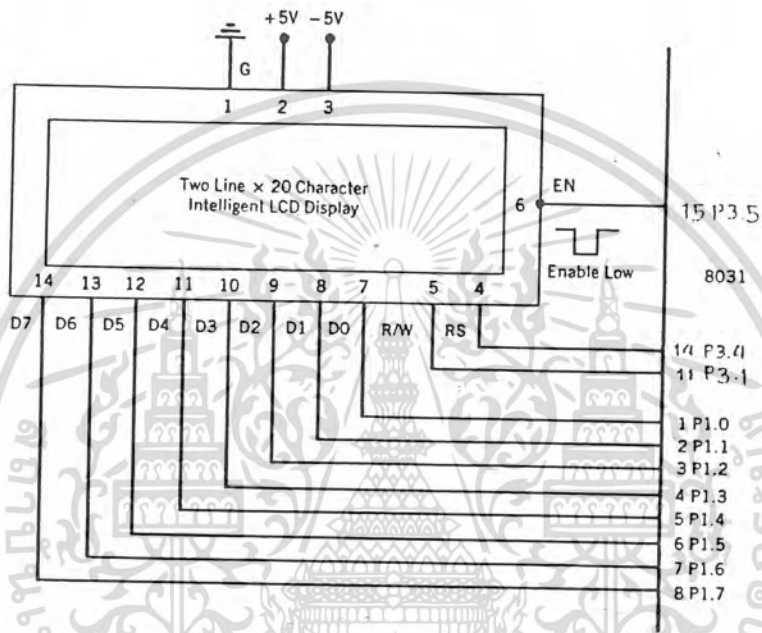 +5V -5V
G
1 2 3
Two Line × 20 Character
Intelligent LCD Display
6 EN
15 P3.5
Enable Low
8031
14 13 12 11 10 9 8 7 5 4
D7 D6 D5 D4 D3 D2 D1 D0 R/W RS
14 P3.4
11 P3.1
1 P1.0
2 P1.1
3 P1.2
4 P1.3
5 P1.4
6 P1.5
7 P1.6
8 P1.7